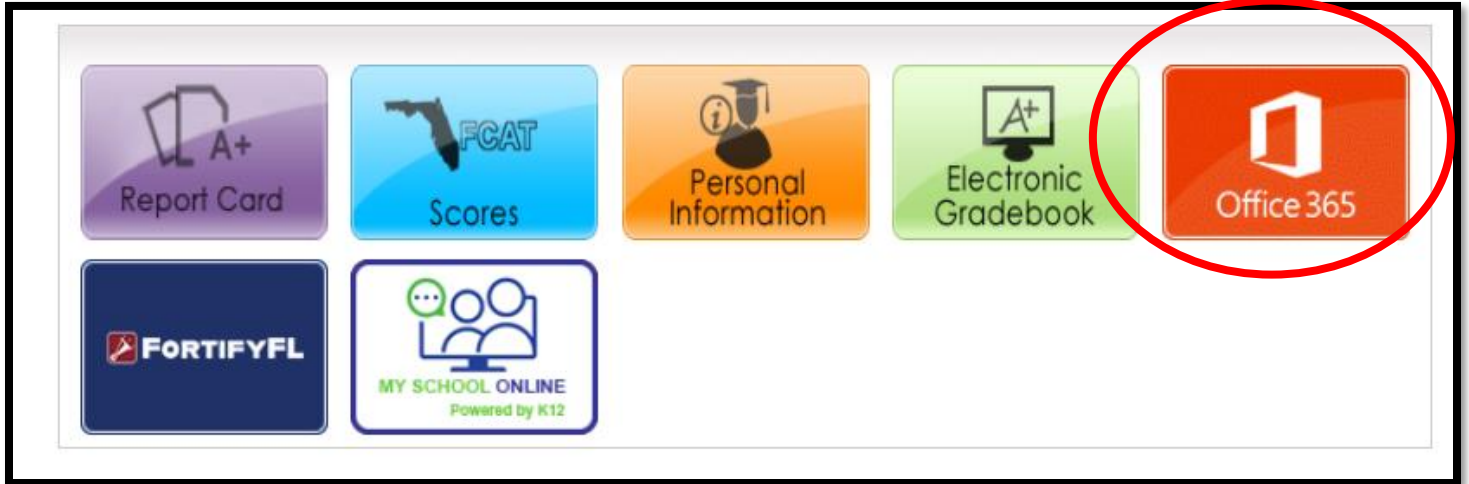 A+
Report Card
FCAT
Scores
i
Personal
Information
A+
Electronic
Gradebook
Office 365
FORTIFYFL
MY SCHOOL ONLINE
Powered by K12